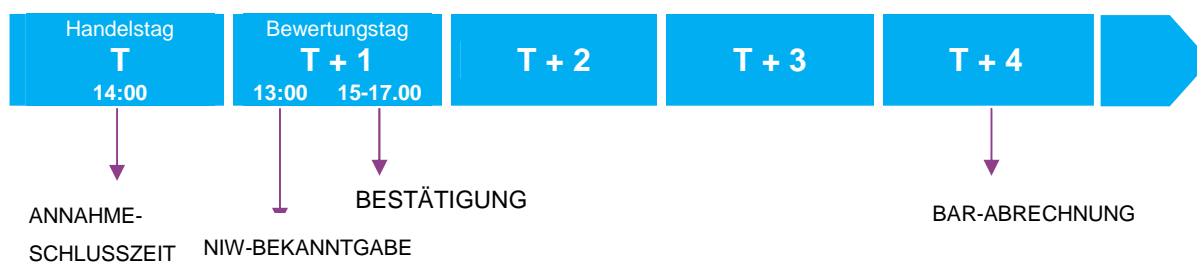 Handelstag
T
14:00
Bewertungstag
T + 1
13:00 15-17.00
T + 2
T + 3
T + 4
ANNAHME-
SCHLUSSZEIT
NIW-BEKANNTGABE
BESTÄTIGUNG
BAR-ABRECHNUNG